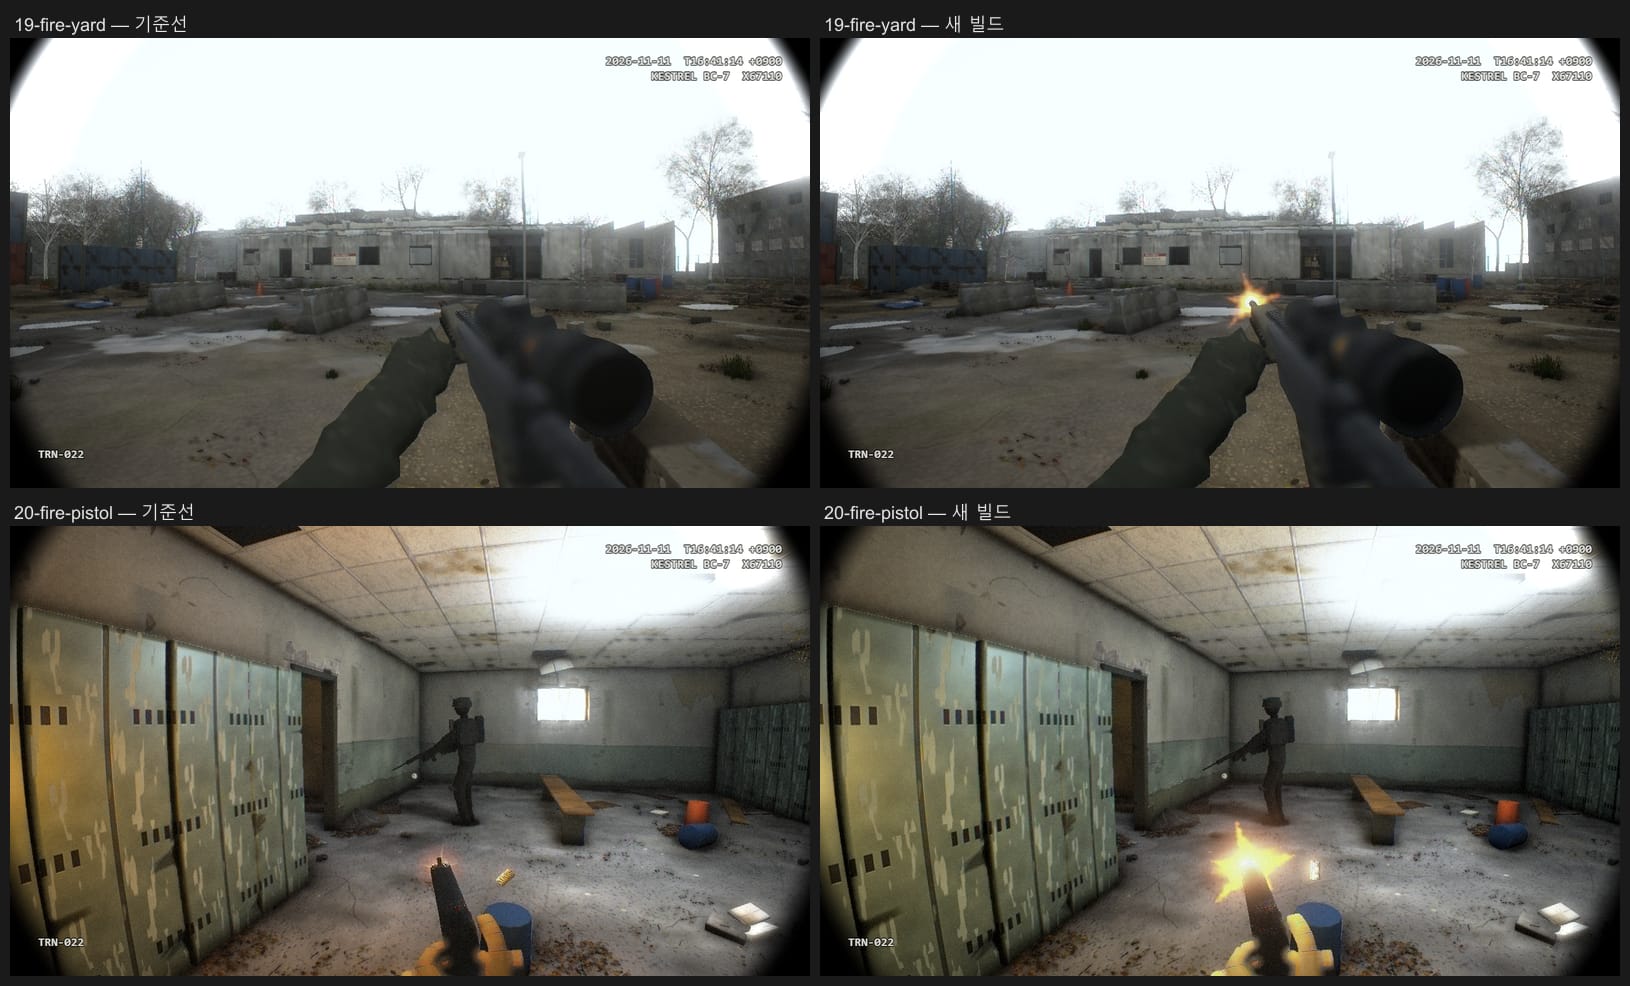 19-fire-yard — 기준선
2026-11-11 T16:41:14 +0900
KESTREL BC-7 X67110
TRN-022
19-fire-yard — 새 빌드
2026-11-11 T16:41:14 +0900
KESTREL BC-7 X67110
TRN-022
20-fire-pistol — 기준선
2026-11-11 T16:41:14 +0900
KESTREL BC-7 X67110
TRN-022
20-fire-pistol — 새 빌드
2026-11-11 T16:41:14 +0900
KESTREL BC-7 X67110
TRN-022